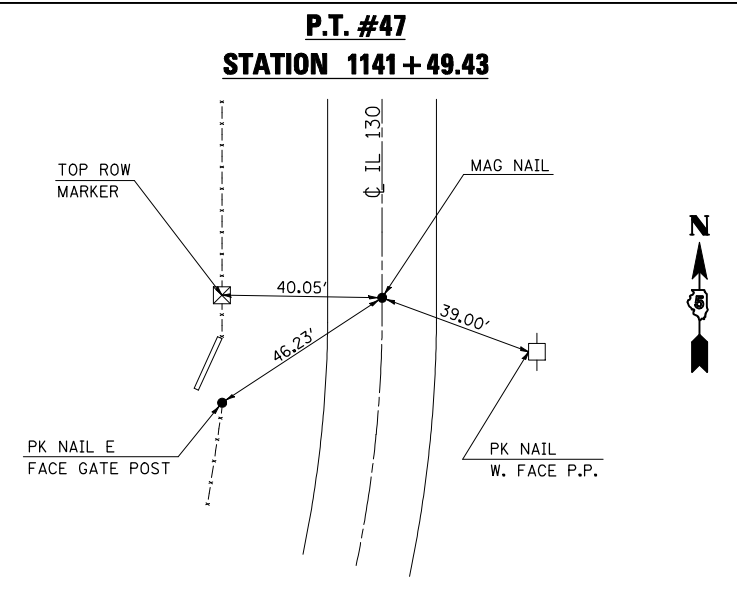 P.T. #47
STATION 1141+49.43
℄ IL 130
TOP ROW
MARKER
MAG NAIL
N
5
40.05'
39.00'
46.23'
PK NAIL E
FACE GATE POST
PK NAIL
W. FACE P.P.